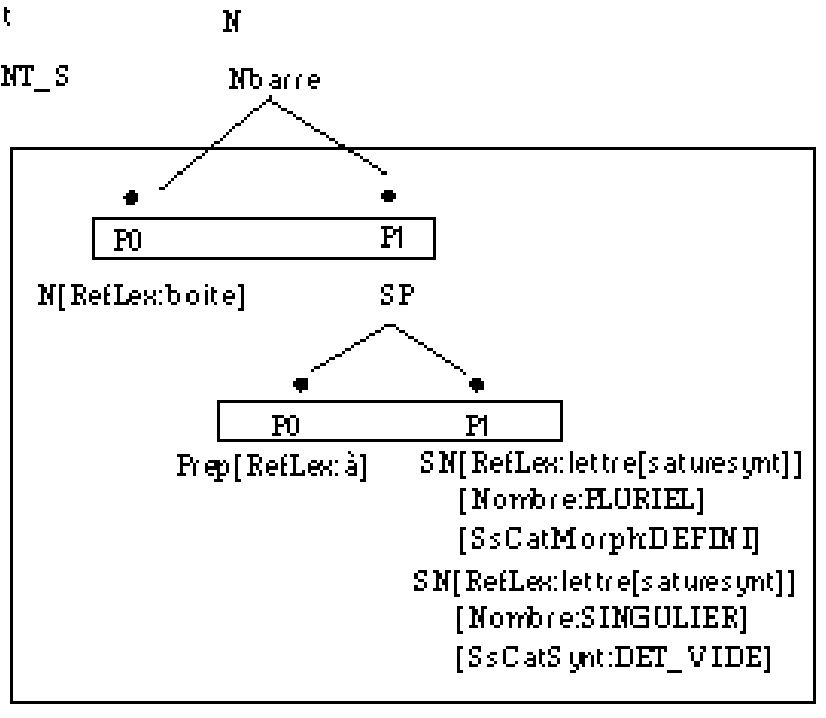 t N
NT_S Nbarre
P0 P1
N[RefLex:boite] SP
P0 P1
Prep[RefLex:à] SN[RefLex:lettre[saturesynt]]
[Nombre:PLURIEL]
[SsCatMorph:DEFINI]
SN[RefLex:lettre[saturesynt]]
[Nombre:SINGULIER]
[SsCatSynt:DET_VIDE]